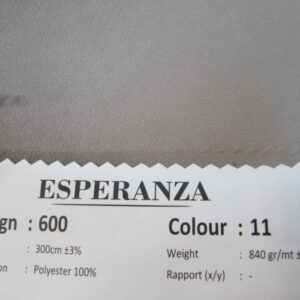 ESPERANZA
gn : 600 Colour : 11
: 300cm ±3% Weight : 840 gr/mt ±
on : Polyester 100% Rapport (x/y) : -